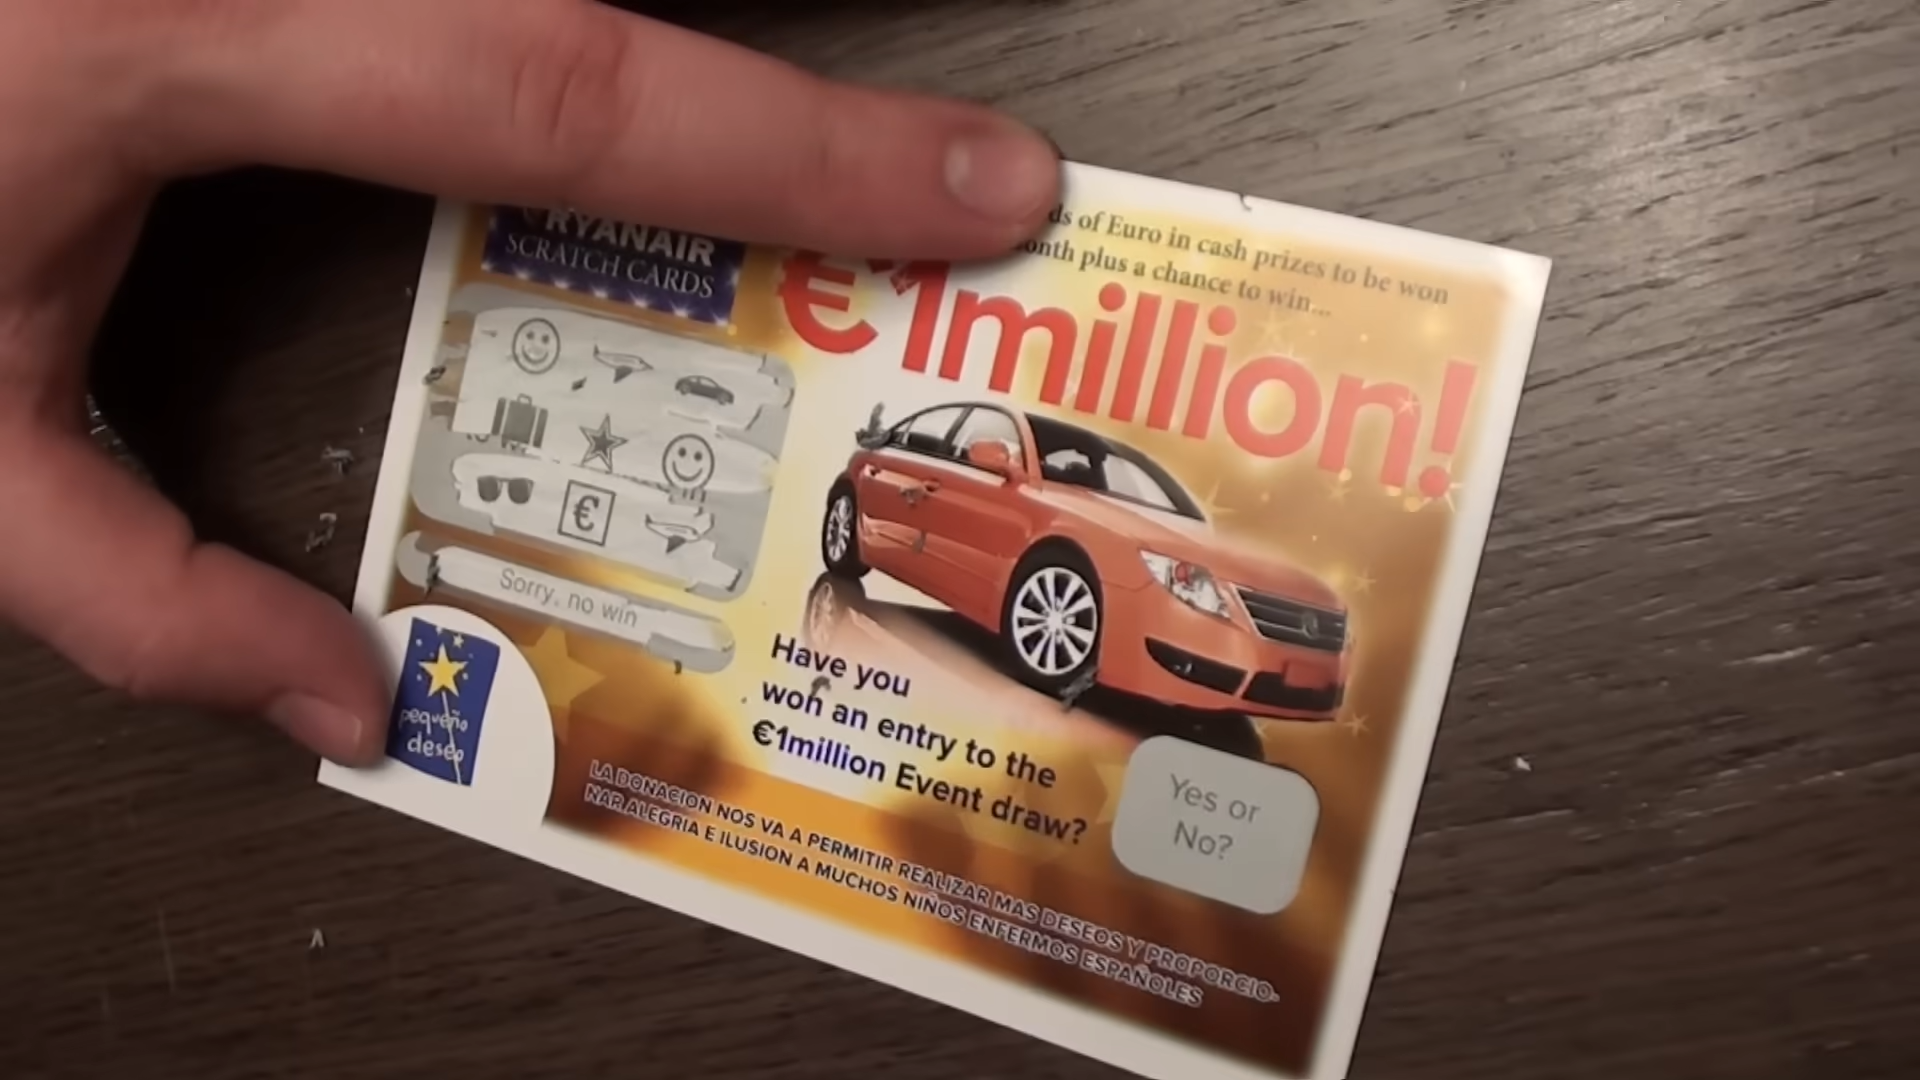 RYANAIR
SCRATCH CARDS
of Euro in cash prizes to be won
plus a chance to win...
€1million!
€
Sorry, no win
Have you
won an entry to the
€1million Event draw?
Yes or
No?
pequeño
deseo
LA DONACION NOS VA A PERMITIR REALIZAR MAS DESEOS Y PROPORCIO-
NAR ALEGRIA E ILUSION A MUCHOS NIÑOS ENFERMOS ESPAÑOLES